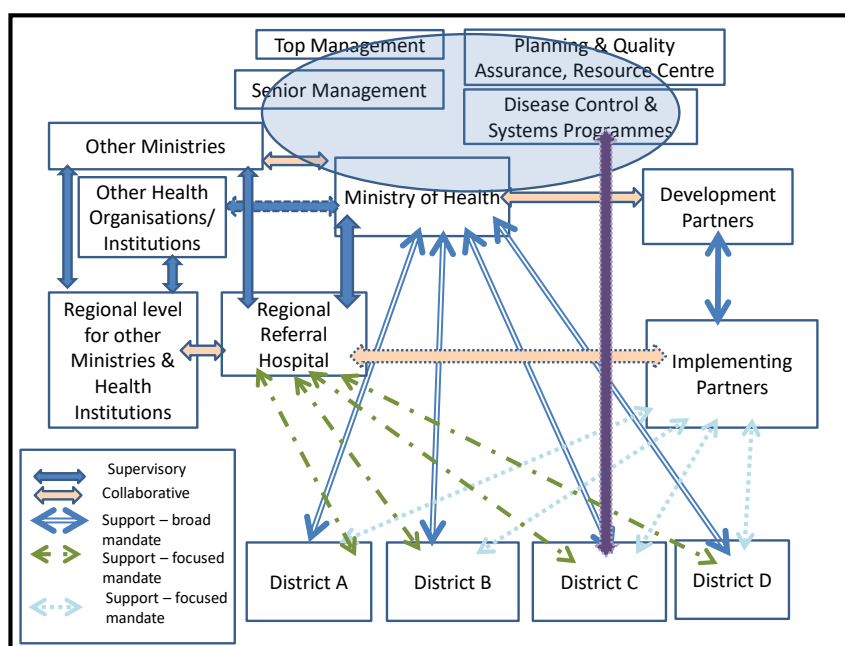 Top Management
Planning & Quality
Assurance, Resource Centre
Senior Management
Disease Control &
Systems Programmes
Other Ministries
Ministry of Health
Other Health
Organisations/
Institutions
Development
Partners
Regional level
for other
Ministries &
Health
Institutions
Regional
Referral
Hospital
Implementing
Partners
Supervisory
Collaborative
Support – broad
mandate
Support – focused
mandate
Support – focused
mandate
District A
District B
District C
District D